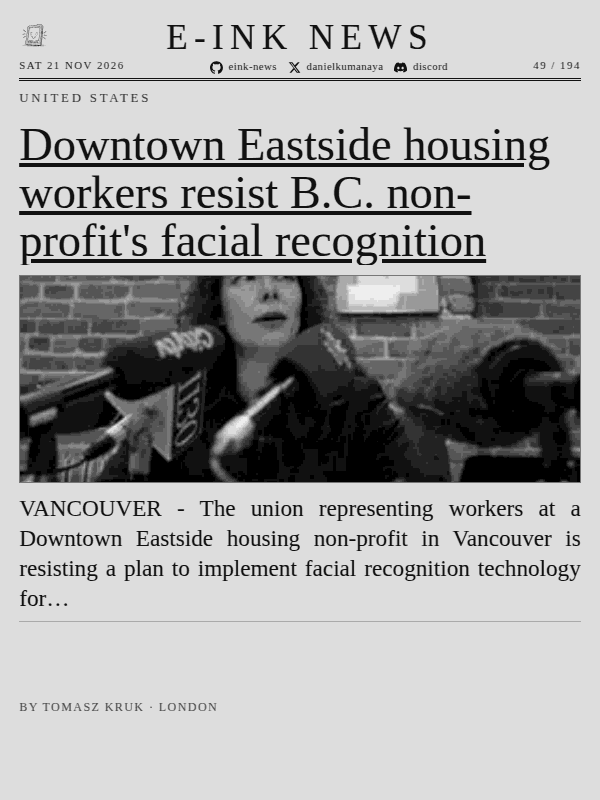 E-INK NEWS
SAT 21 NOV 2026
eink-news
danielkumanaya
discord
49 / 194
UNITED STATES
Downtown Eastside housing
workers resist B.C. non-
profit's facial recognition
VANCOUVER - The union representing workers at a
Downtown Eastside housing non-profit in Vancouver is
resisting a plan to implement facial recognition technology
for…
BY TOMASZ KRUK · LONDON